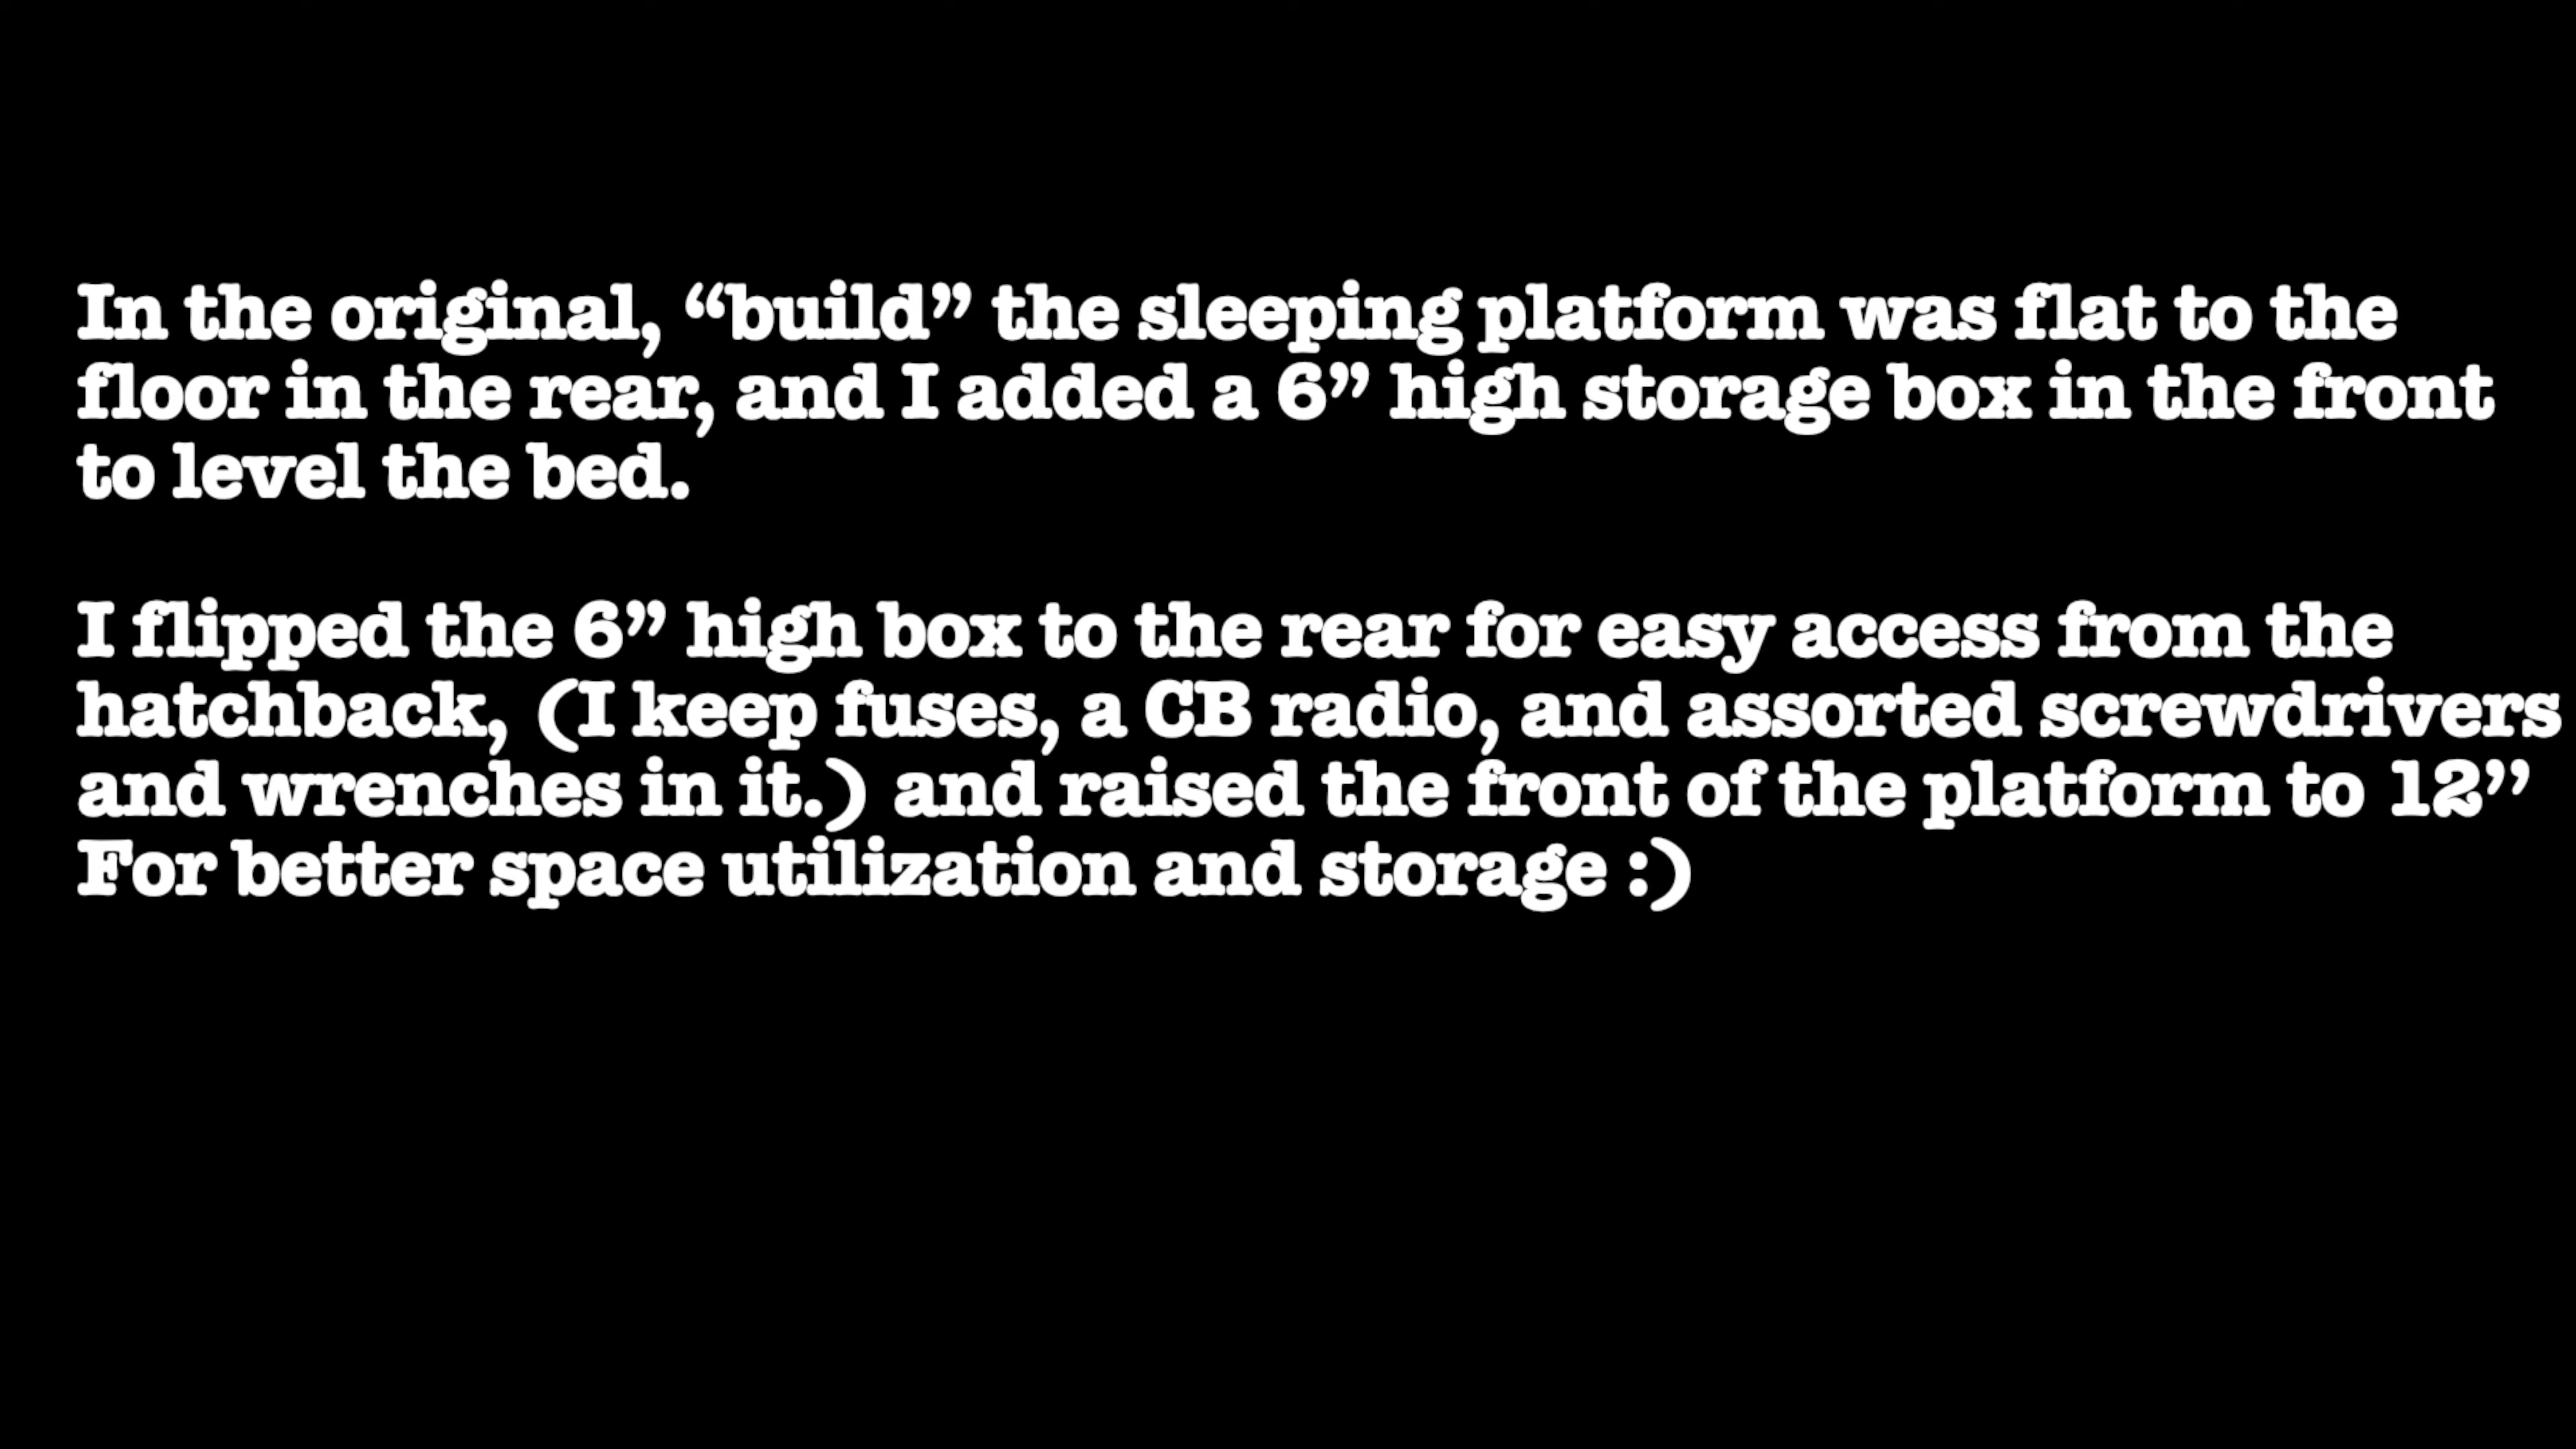 In the original, “build” the sleeping platform was flat to the
floor in the rear, and I added a 6” high storage box in the front
to level the bed.
I flipped the 6” high box to the rear for easy access from the
hatchback, (I keep fuses, a CB radio, and assorted screwdrivers
and wrenches in it.) and raised the front of the platform to 12”
For better space utilization and storage :)